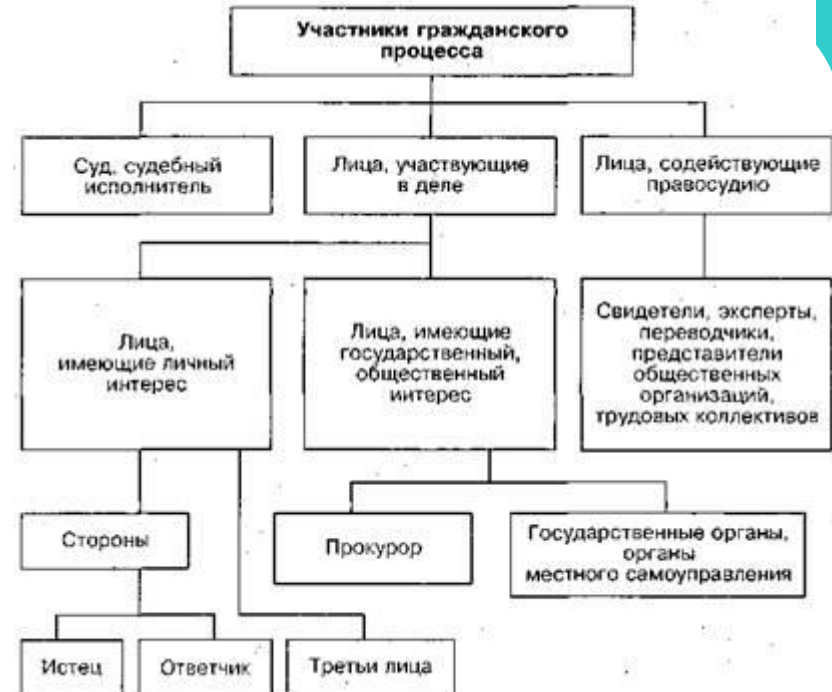 Участники гражданского
процесса
Суд, судебный
исполнитель
Лица, участвующие
в деле
Лица, содействующие
правосудию
Лица,
имеющие личный
интерес
Лица, имеющие
государственный,
общественный
интерес
Свидетели, эксперты,
переводчики,
представители
общественных
организаций,
трудовых коллективов
Стороны
Прокурор
Государственные органы,
органы
местного самоуправления
Истец
Ответчик
Третьи лица